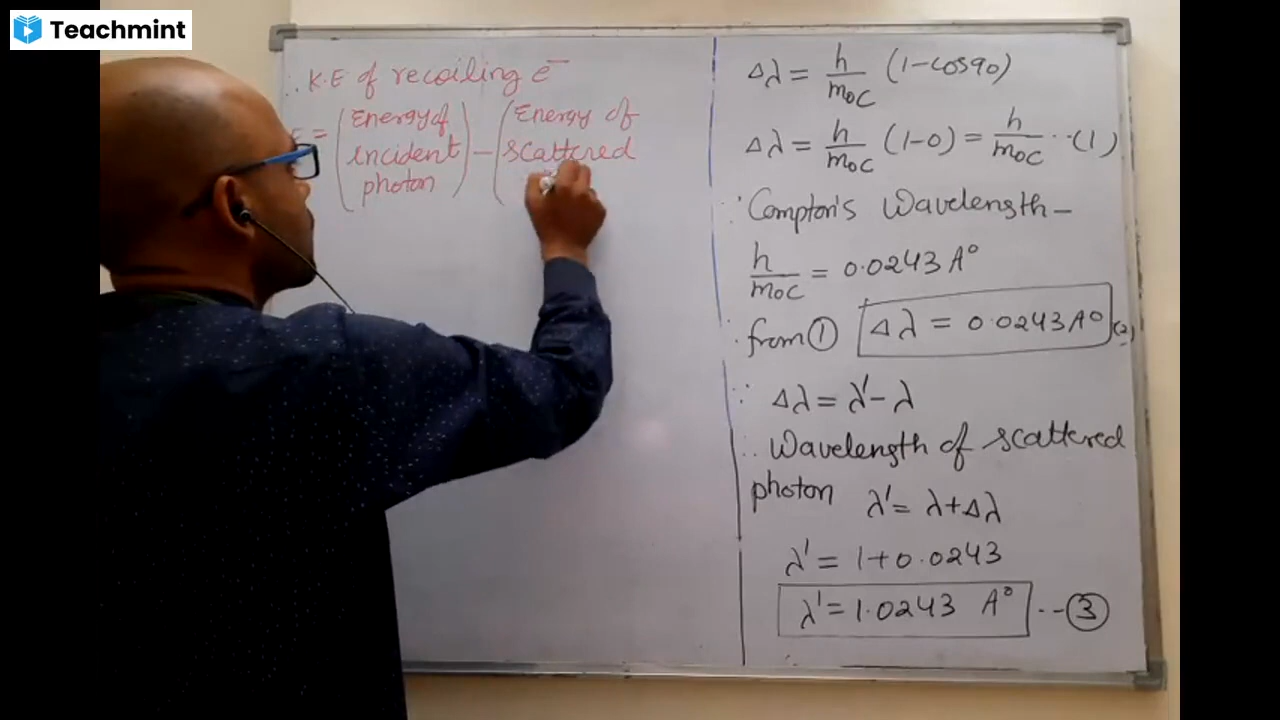 Teachmint
∴ K.E of recoiling e⁻
= (Energy of incident photon) - (Energy of scattered
Δλ = h/m₀c (1-cos90)
Δλ = h/m₀c (1-0) = h/m₀c ··(1)
∵ Compton's Wavelength-
h/m₀c = 0.0243 A°
∴ from ① Δλ = 0.0243A° (2)
∵ Δλ = λ' - λ
∴ Wavelength of scattered
photon λ' = λ+Δλ
λ' = 1+0.0243
λ' = 1.0243 A° --③